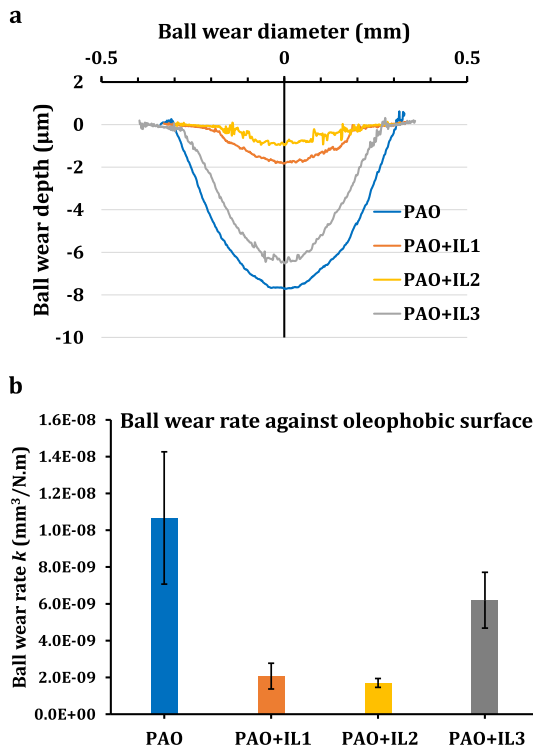 a
Ball wear diameter (mm)
-0.5 0 0.5
2
0
-2
-4
-6
-8
-10
Ball wear depth (µm)
PAO
PAO+IL1
PAO+IL2
PAO+IL3
b
Ball wear rate against oleophobic surface
1.6E-08
1.4E-08
1.2E-08
1.0E-08
8.0E-09
6.0E-09
4.0E-09
2.0E-09
0.0E+00
Ball wear rate k (mm³/N.m)
PAO PAO+IL1 PAO+IL2 PAO+IL3